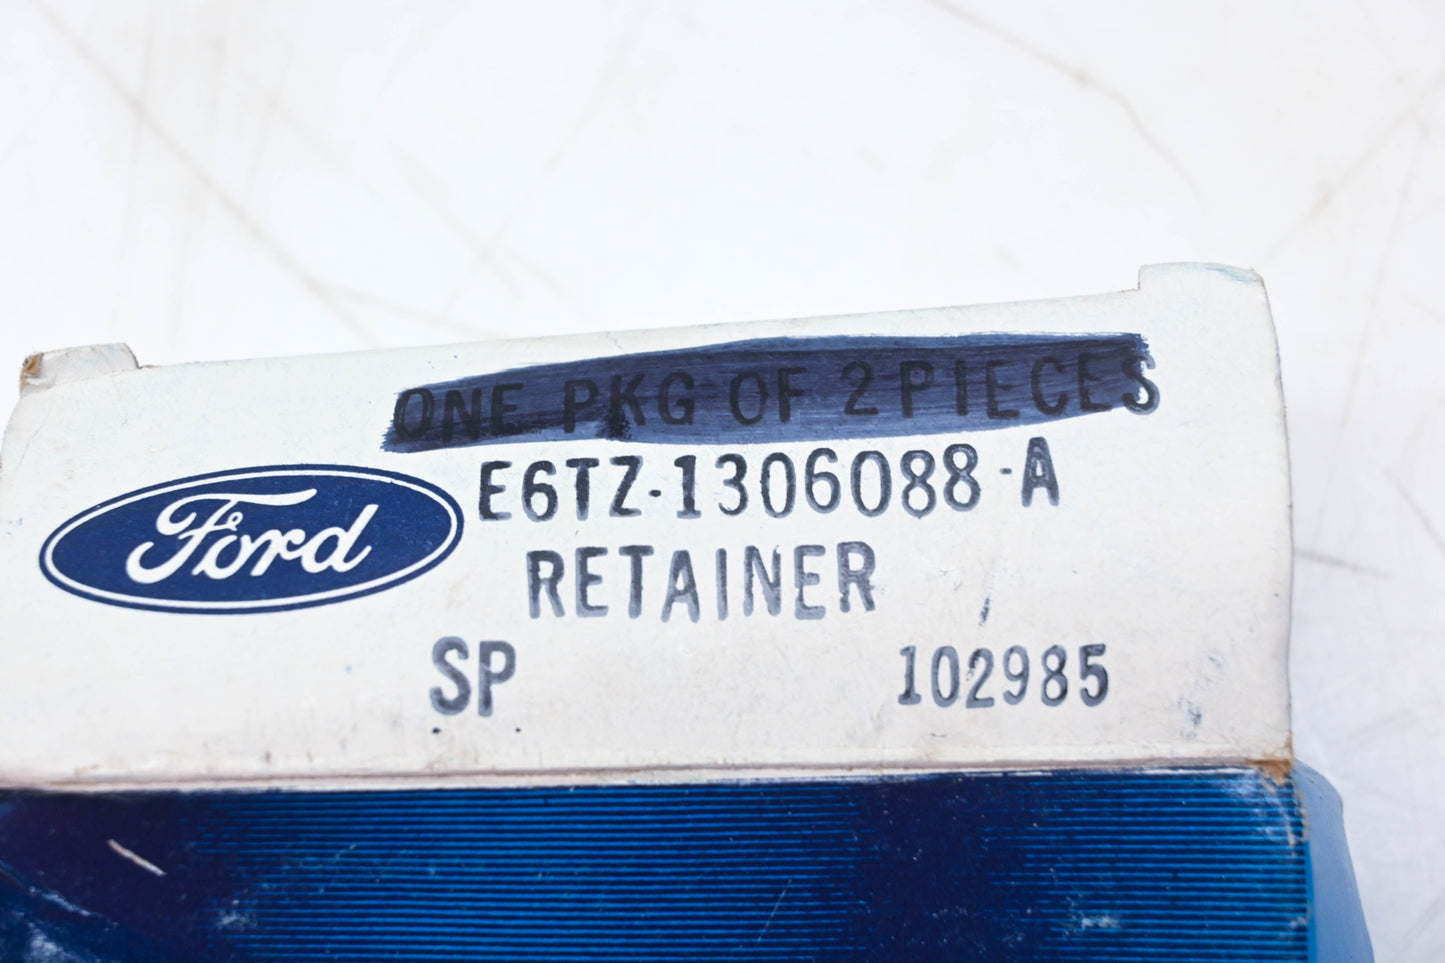 ONE PKG OF 2 PIECES
Ford
E6TZ-1306088-A
RETAINER
SP
102985